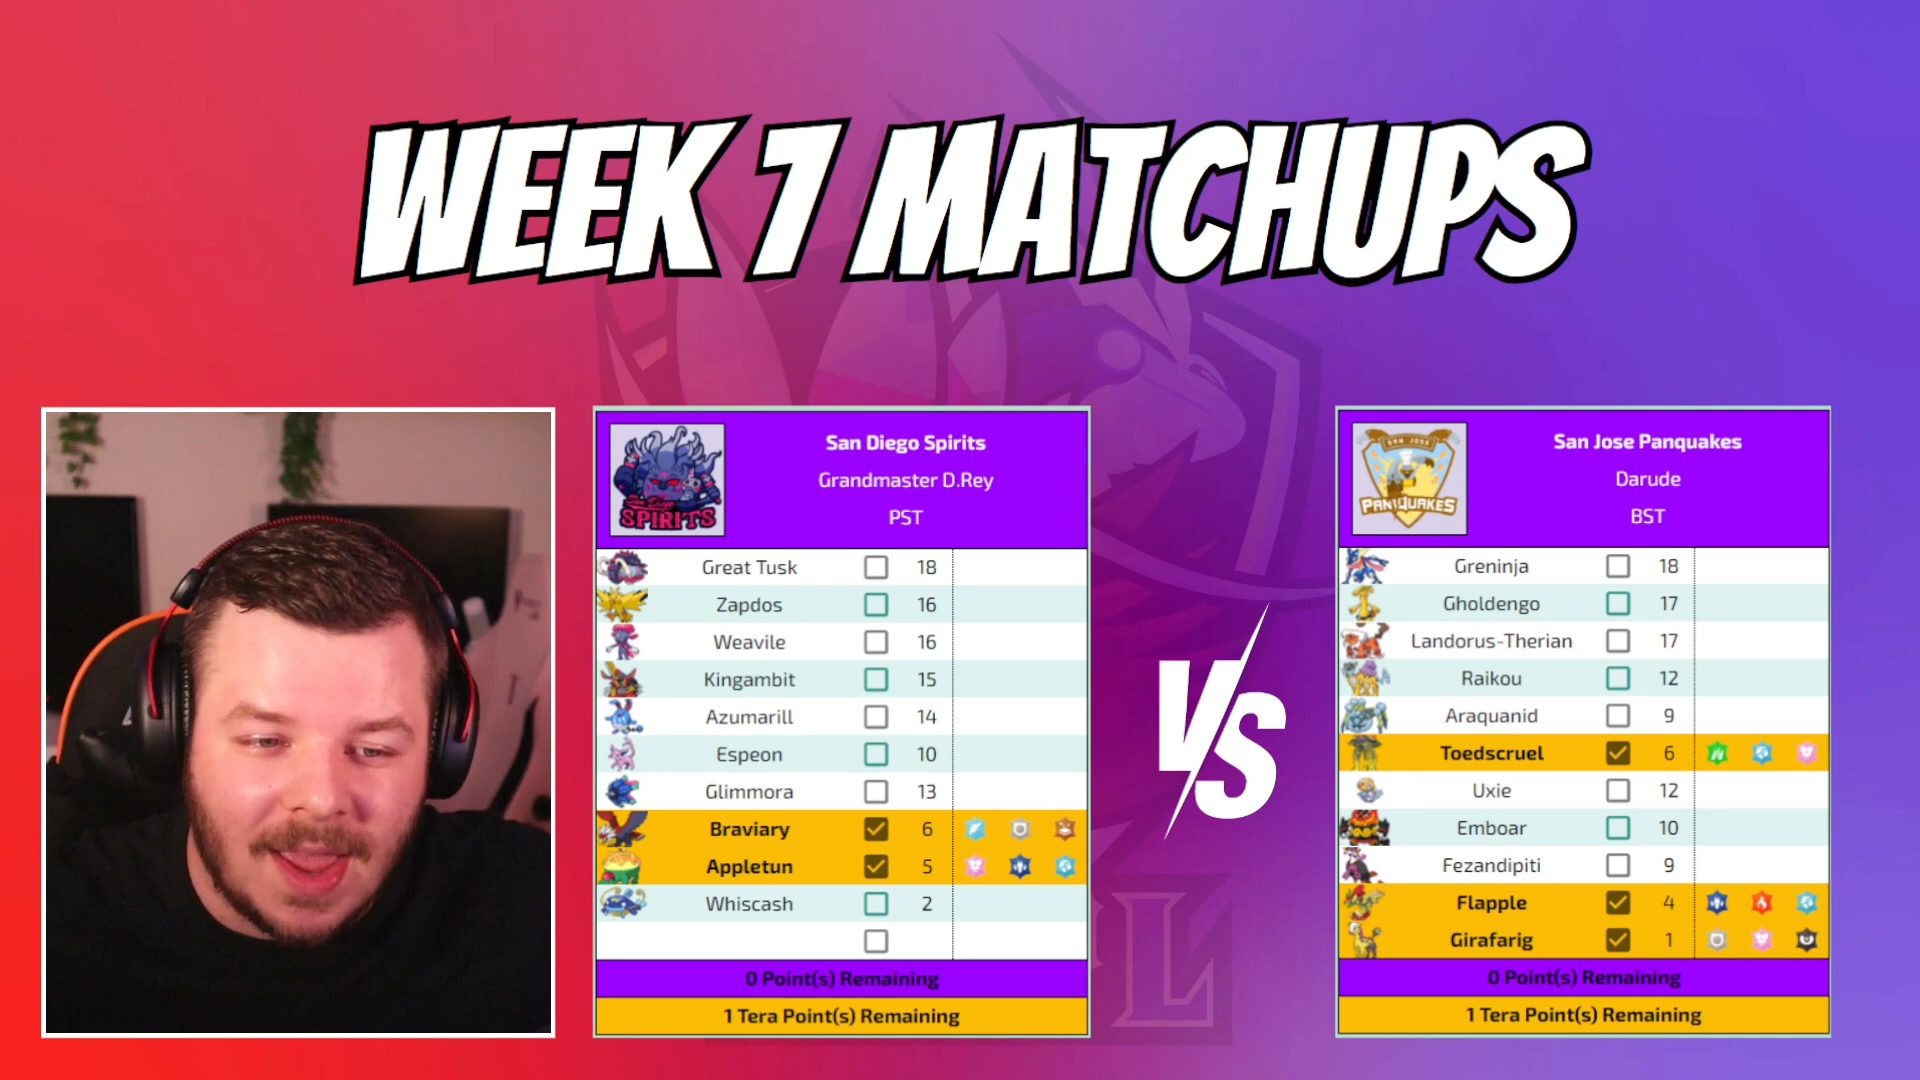 WEEK 7 MATCHUPS
San Diego Spirits
Grandmaster D.Rey
PST
San Diego
SPIRITS
Great Tusk 18
Zapdos 16
Weavile 16
Kingambit 15
Azumarill 14
Espeon 10
Glimmora 13
Braviary 6
Appletun 5
Whiscash 2
0 Point(s) Remaining
1 Tera Point(s) Remaining
VS
San Jose Panquakes
Darude
BST
SAN JOSE
PANQUAKES
Greninja 18
Gholdengo 17
Landorus-Therian 17
Raikou 12
Araquanid 9
Toedscruel 6
Uxie 12
Emboar 10
Fezandipiti 9
Flapple 4
Girafarig 1
0 Point(s) Remaining
1 Tera Point(s) Remaining